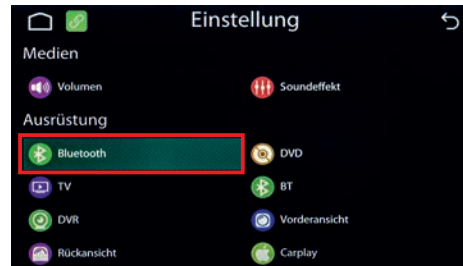 Einstellung
Medien
Volumen
Soundeffekt
Ausrüstung
Bluetooth
DVD
TV
BT
DVR
Vorderansicht
Rückansicht
Carplay